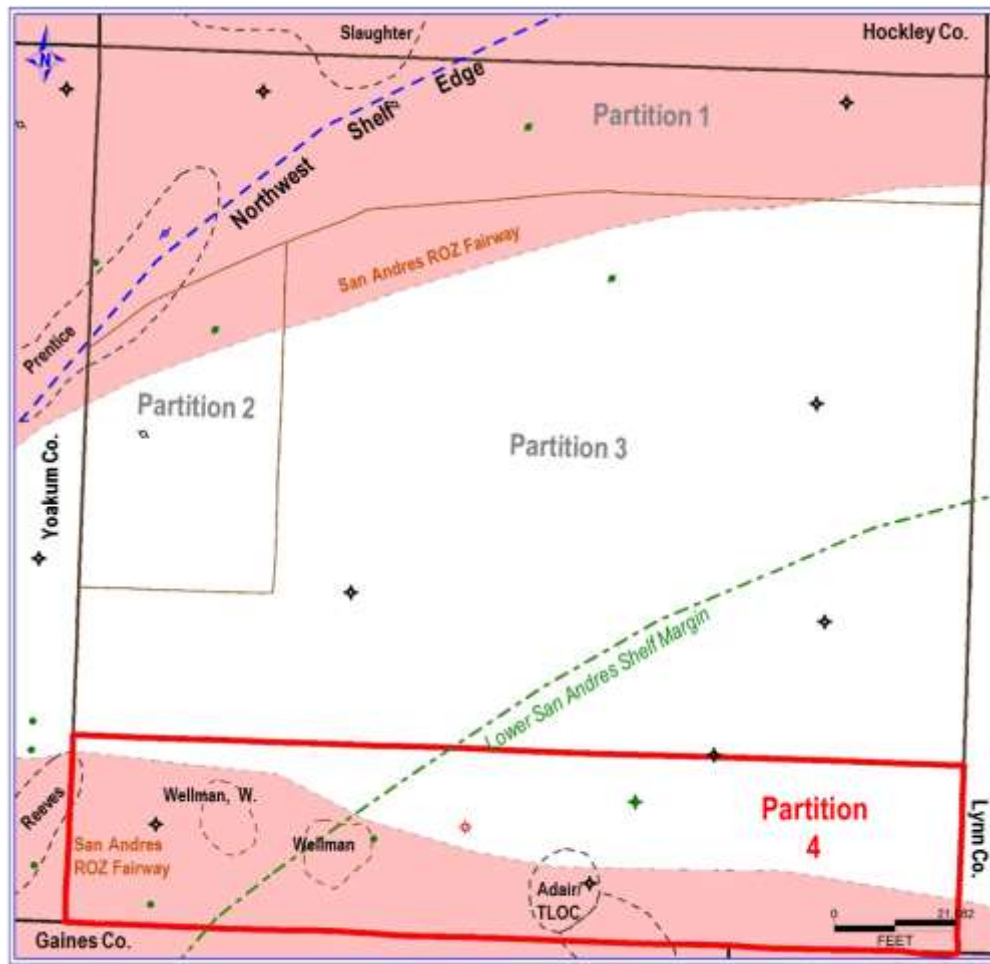 Slaughter
Hockley Co.
N
Edge
Shelf
Northwest
Partition 1
San Andres ROZ Fairway
Prentice
Partition 2
Partition 3
Yoakum Co.
Lower San Andres Shelf Margin
Reeves
Wellman, W.
San Andres
ROZ Fairway
Wellman
Partition
4
Lynn Co.
Adair/
TLOC
0
21,082
FEET
Gaines Co.